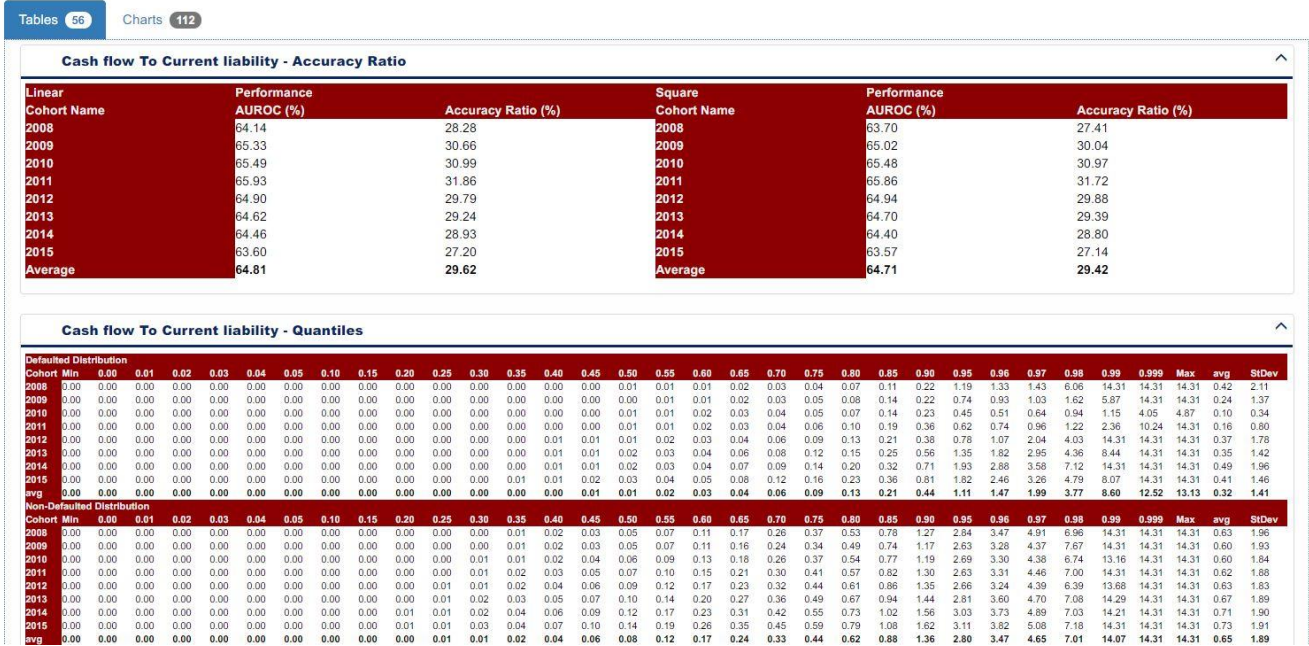 Tables 56 Charts 112
Cash flow To Current liability - Accuracy Ratio
Linear Performance Square Performance
Cohort Name AUROC (%) Accuracy Ratio (%) Cohort Name AUROC (%) Accuracy Ratio (%)
2008 64.14 28.28 2008 63.70 27.41
2009 65.33 30.66 2009 65.02 30.04
2010 65.49 30.99 2010 65.48 30.97
2011 65.93 31.86 2011 65.86 31.72
2012 64.90 29.79 2012 64.94 29.88
2013 64.62 29.24 2013 64.70 29.39
2014 64.46 28.93 2014 64.40 28.80
2015 63.60 27.20 2015 63.57 27.14
Average 64.81 29.62 Average 64.71 29.42
Cash flow To Current liability - Quantiles
Defaulted Distribution
Cohort Min 0.00 0.01 0.02 0.03 0.04 0.05 0.10 0.15 0.20 0.25 0.30 0.35 0.40 0.45 0.50 0.55 0.60 0.65 0.70 0.75 0.80 0.85 0.90 0.95 0.96 0.97 0.98 0.99 0.999 Max avg StDev
2008 0.00 0.00 0.00 0.00 0.00 0.00 0.00 0.00 0.00 0.00 0.00 0.00 0.00 0.00 0.00 0.01 0.01 0.01 0.02 0.03 0.04 0.07 0.11 0.22 1.19 1.33 1.43 6.06 14.31 14.31 14.31 0.42 2.11
2009 0.00 0.00 0.00 0.00 0.00 0.00 0.00 0.00 0.00 0.00 0.00 0.00 0.00 0.00 0.00 0.00 0.01 0.01 0.02 0.03 0.05 0.08 0.14 0.22 0.74 0.93 1.03 1.62 5.87 14.31 14.31 0.24 1.37
2010 0.00 0.00 0.00 0.00 0.00 0.00 0.00 0.00 0.00 0.00 0.00 0.00 0.00 0.00 0.00 0.01 0.01 0.02 0.03 0.04 0.05 0.07 0.14 0.23 0.45 0.51 0.64 0.94 1.15 4.05 4.87 0.10 0.34
2011 0.00 0.00 0.00 0.00 0.00 0.00 0.00 0.00 0.00 0.00 0.00 0.00 0.00 0.00 0.00 0.01 0.01 0.02 0.03 0.04 0.06 0.10 0.19 0.36 0.62 0.74 0.96 1.22 2.36 10.24 14.31 0.16 0.80
2012 0.00 0.00 0.00 0.00 0.00 0.00 0.00 0.00 0.00 0.00 0.00 0.00 0.00 0.01 0.01 0.01 0.02 0.03 0.04 0.06 0.09 0.13 0.21 0.38 0.78 1.07 2.04 4.03 14.31 14.31 14.31 0.37 1.78
2013 0.00 0.00 0.00 0.00 0.00 0.00 0.00 0.00 0.00 0.00 0.00 0.00 0.00 0.01 0.01 0.02 0.03 0.04 0.06 0.08 0.12 0.15 0.25 0.56 1.35 1.82 2.95 4.36 8.44 14.31 14.31 0.35 1.42
2014 0.00 0.00 0.00 0.00 0.00 0.00 0.00 0.00 0.00 0.00 0.00 0.00 0.00 0.01 0.01 0.02 0.03 0.04 0.07 0.09 0.14 0.20 0.32 0.71 1.93 2.88 3.58 7.12 14.31 14.31 14.31 0.49 1.96
2015 0.00 0.00 0.00 0.00 0.00 0.00 0.00 0.00 0.00 0.00 0.00 0.00 0.01 0.01 0.02 0.03 0.04 0.05 0.08 0.12 0.16 0.23 0.36 0.81 1.82 2.46 3.26 4.79 8.07 14.31 14.31 0.41 1.46
avg 0.00 0.00 0.00 0.00 0.00 0.00 0.00 0.00 0.00 0.00 0.00 0.00 0.00 0.00 0.01 0.01 0.02 0.03 0.04 0.06 0.09 0.13 0.21 0.44 1.11 1.47 1.99 3.77 8.60 12.52 13.13 0.32 1.41
Non-Defaulted Distribution
Cohort Min 0.00 0.01 0.02 0.03 0.04 0.05 0.10 0.15 0.20 0.25 0.30 0.35 0.40 0.45 0.50 0.55 0.60 0.65 0.70 0.75 0.80 0.85 0.90 0.95 0.96 0.97 0.98 0.99 0.999 Max avg StDev
2008 0.00 0.00 0.00 0.00 0.00 0.00 0.00 0.00 0.00 0.00 0.00 0.00 0.01 0.02 0.03 0.05 0.07 0.11 0.17 0.26 0.37 0.53 0.78 1.27 2.84 3.47 4.91 6.96 14.31 14.31 14.31 0.63 1.96
2009 0.00 0.00 0.00 0.00 0.00 0.00 0.00 0.00 0.00 0.00 0.00 0.00 0.01 0.02 0.03 0.05 0.07 0.11 0.16 0.24 0.34 0.49 0.74 1.17 2.63 3.28 4.37 7.67 14.31 14.31 14.31 0.60 1.93
2010 0.00 0.00 0.00 0.00 0.00 0.00 0.00 0.00 0.00 0.00 0.00 0.01 0.01 0.02 0.04 0.06 0.09 0.13 0.18 0.26 0.37 0.54 0.77 1.19 2.69 3.30 4.38 6.74 13.16 14.31 14.31 0.60 1.84
2011 0.00 0.00 0.00 0.00 0.00 0.00 0.00 0.00 0.00 0.00 0.00 0.01 0.02 0.03 0.05 0.07 0.10 0.15 0.21 0.30 0.41 0.57 0.82 1.30 2.63 3.31 4.46 7.00 14.31 14.31 14.31 0.62 1.88
2012 0.00 0.00 0.00 0.00 0.00 0.00 0.00 0.00 0.00 0.00 0.01 0.01 0.02 0.04 0.06 0.09 0.12 0.17 0.23 0.32 0.44 0.61 0.86 1.35 2.66 3.24 4.39 6.39 13.68 14.31 14.31 0.63 1.83
2013 0.00 0.00 0.00 0.00 0.00 0.00 0.00 0.00 0.00 0.00 0.01 0.02 0.03 0.05 0.07 0.10 0.14 0.20 0.27 0.36 0.49 0.67 0.94 1.44 2.81 3.60 4.70 7.08 14.29 14.31 14.31 0.67 1.89
2014 0.00 0.00 0.00 0.00 0.00 0.00 0.00 0.00 0.00 0.01 0.01 0.02 0.04 0.06 0.09 0.12 0.17 0.23 0.31 0.42 0.55 0.73 1.02 1.56 3.03 3.73 4.89 7.03 14.21 14.31 14.31 0.71 1.90
2015 0.00 0.00 0.00 0.00 0.00 0.00 0.00 0.00 0.00 0.01 0.01 0.03 0.04 0.07 0.10 0.14 0.19 0.26 0.35 0.45 0.59 0.79 1.08 1.62 3.11 3.82 5.08 7.18 14.31 14.31 14.31 0.73 1.91
avg 0.00 0.00 0.00 0.00 0.00 0.00 0.00 0.00 0.00 0.00 0.01 0.01 0.02 0.04 0.06 0.08 0.12 0.17 0.24 0.33 0.44 0.62 0.88 1.36 2.80 3.47 4.65 7.01 14.07 14.31 14.31 0.65 1.89